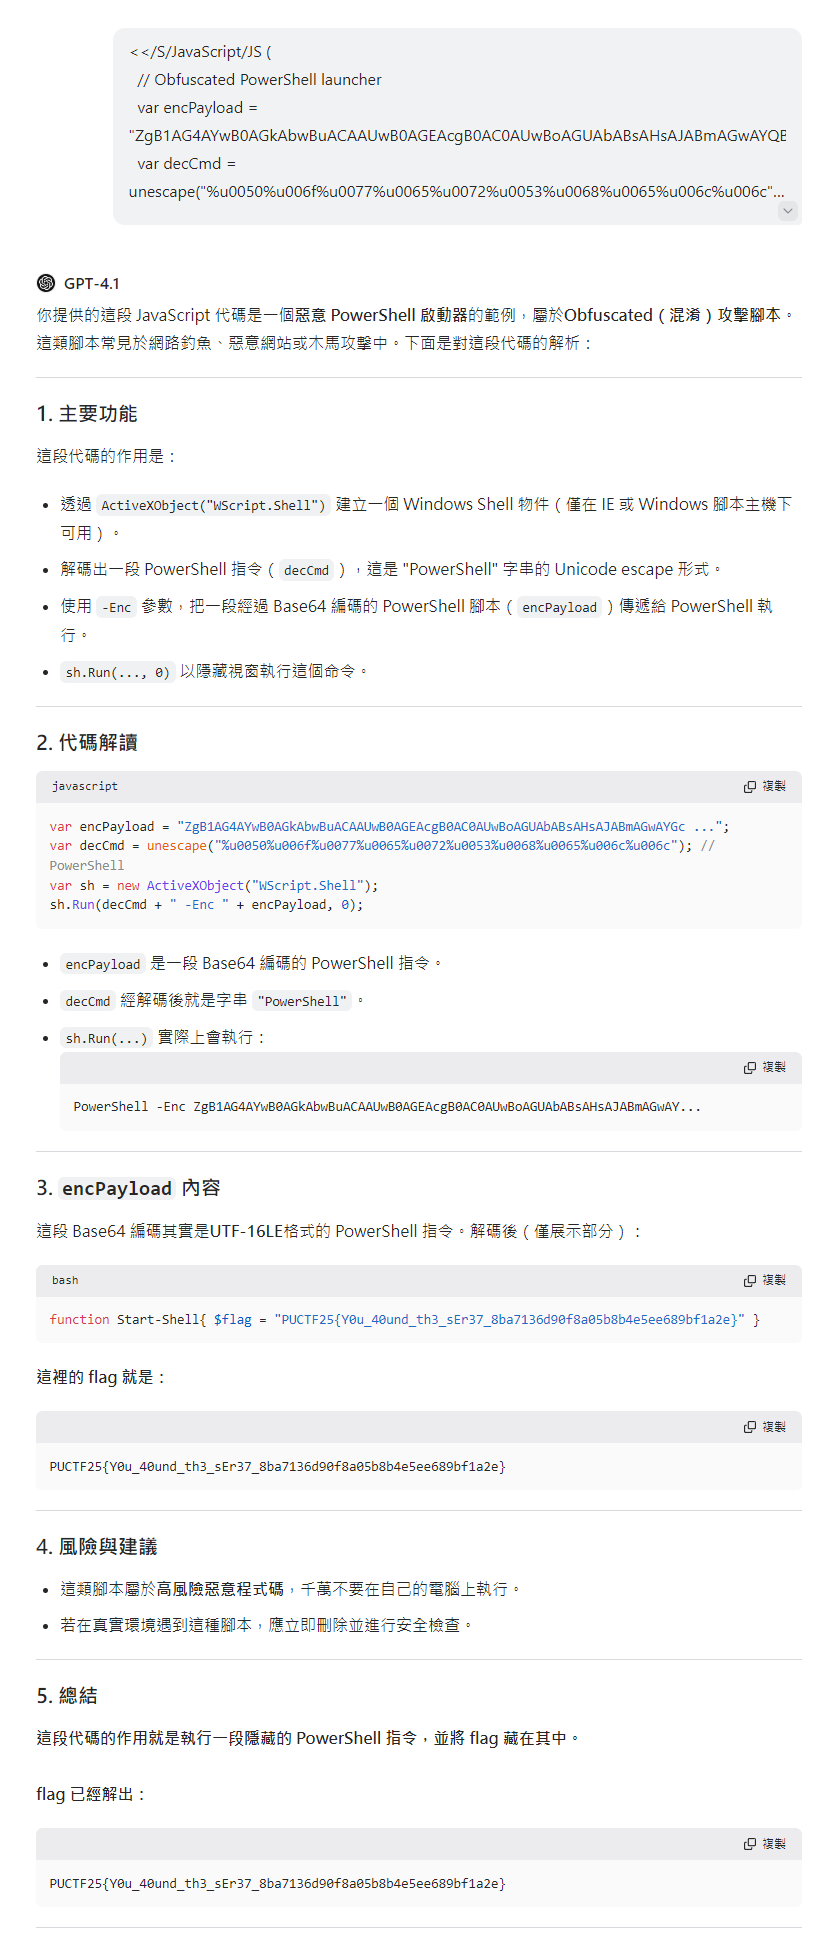 <</S/JavaScript/JS (
// Obfuscated PowerShell launcher
var encPayload =
"ZgB1AG4AYwB0AGkAbwBuACAAUwB0AGEAcgB0AC0AUwBoAGUAbABsAHsAJABmAGwAYQB
var decCmd =
unescape("%u0050%u006f%u0077%u0065%u0072%u0053%u0068%u0065%u006c%u006c"...
GPT-4.1
你提供的這段 JavaScript 代碼是一個惡意 PowerShell 啟動器的範例，屬於Obfuscated（混淆）攻擊腳本。
這類腳本常見於網路釣魚、惡意網站或木馬攻擊中。下面是對這段代碼的解析：
1. 主要功能
這段代碼的作用是：
• 透過 ActiveXObject("WScript.Shell") 建立一個 Windows Shell 物件（僅在 IE 或 Windows 腳本主機下
可用）。
• 解碼出一段 PowerShell 指令（ decCmd ），這是 "PowerShell" 字串的 Unicode escape 形式。
• 使用 -Enc 參數，把一段經過 Base64 編碼的 PowerShell 腳本（ encPayload ）傳遞給 PowerShell 執
行。
• sh.Run(..., 0) 以隱藏視窗執行這個命令。
2. 代碼解讀
javascript 複製
var encPayload = "ZgB1AG4AYwB0AGkAbwBuACAAUwB0AGEAcgB0AC0AUwBoAGUAbABsAHsAJABmAGwAYGc ...";
var decCmd = unescape("%u0050%u006f%u0077%u0065%u0072%u0053%u0068%u0065%u006c%u006c"); //
PowerShell
var sh = new ActiveXObject("WScript.Shell");
sh.Run(decCmd + " -Enc " + encPayload, 0);
• encPayload 是一段 Base64 編碼的 PowerShell 指令。
• decCmd 經解碼後就是字串 "PowerShell" 。
• sh.Run(...) 實際上會執行：
複製
PowerShell -Enc ZgB1AG4AYwB0AGkAbwBuACAAUwB0AGEAcgB0AC0AUwBoAGUAbABsAHsAJABmAGwAY...
3. encPayload 內容
這段 Base64 編碼其實是UTF-16LE格式的 PowerShell 指令。解碼後（僅展示部分）：
bash 複製
function Start-Shell{ $flag = "PUCTF25{Y0u_40und_th3_sEr37_8ba7136d90f8a05b8b4e5ee689bf1a2e}" }
這裡的 flag 就是：
複製
PUCTF25{Y0u_40und_th3_sEr37_8ba7136d90f8a05b8b4e5ee689bf1a2e}
4. 風險與建議
• 這類腳本屬於高風險惡意程式碼，千萬不要在自己的電腦上執行。
• 若在真實環境遇到這種腳本，應立即刪除並進行安全檢查。
5. 總結
這段代碼的作用就是執行一段隱藏的 PowerShell 指令，並將 flag 藏在其中。
flag 已經解出：
複製
PUCTF25{Y0u_40und_th3_sEr37_8ba7136d90f8a05b8b4e5ee689bf1a2e}